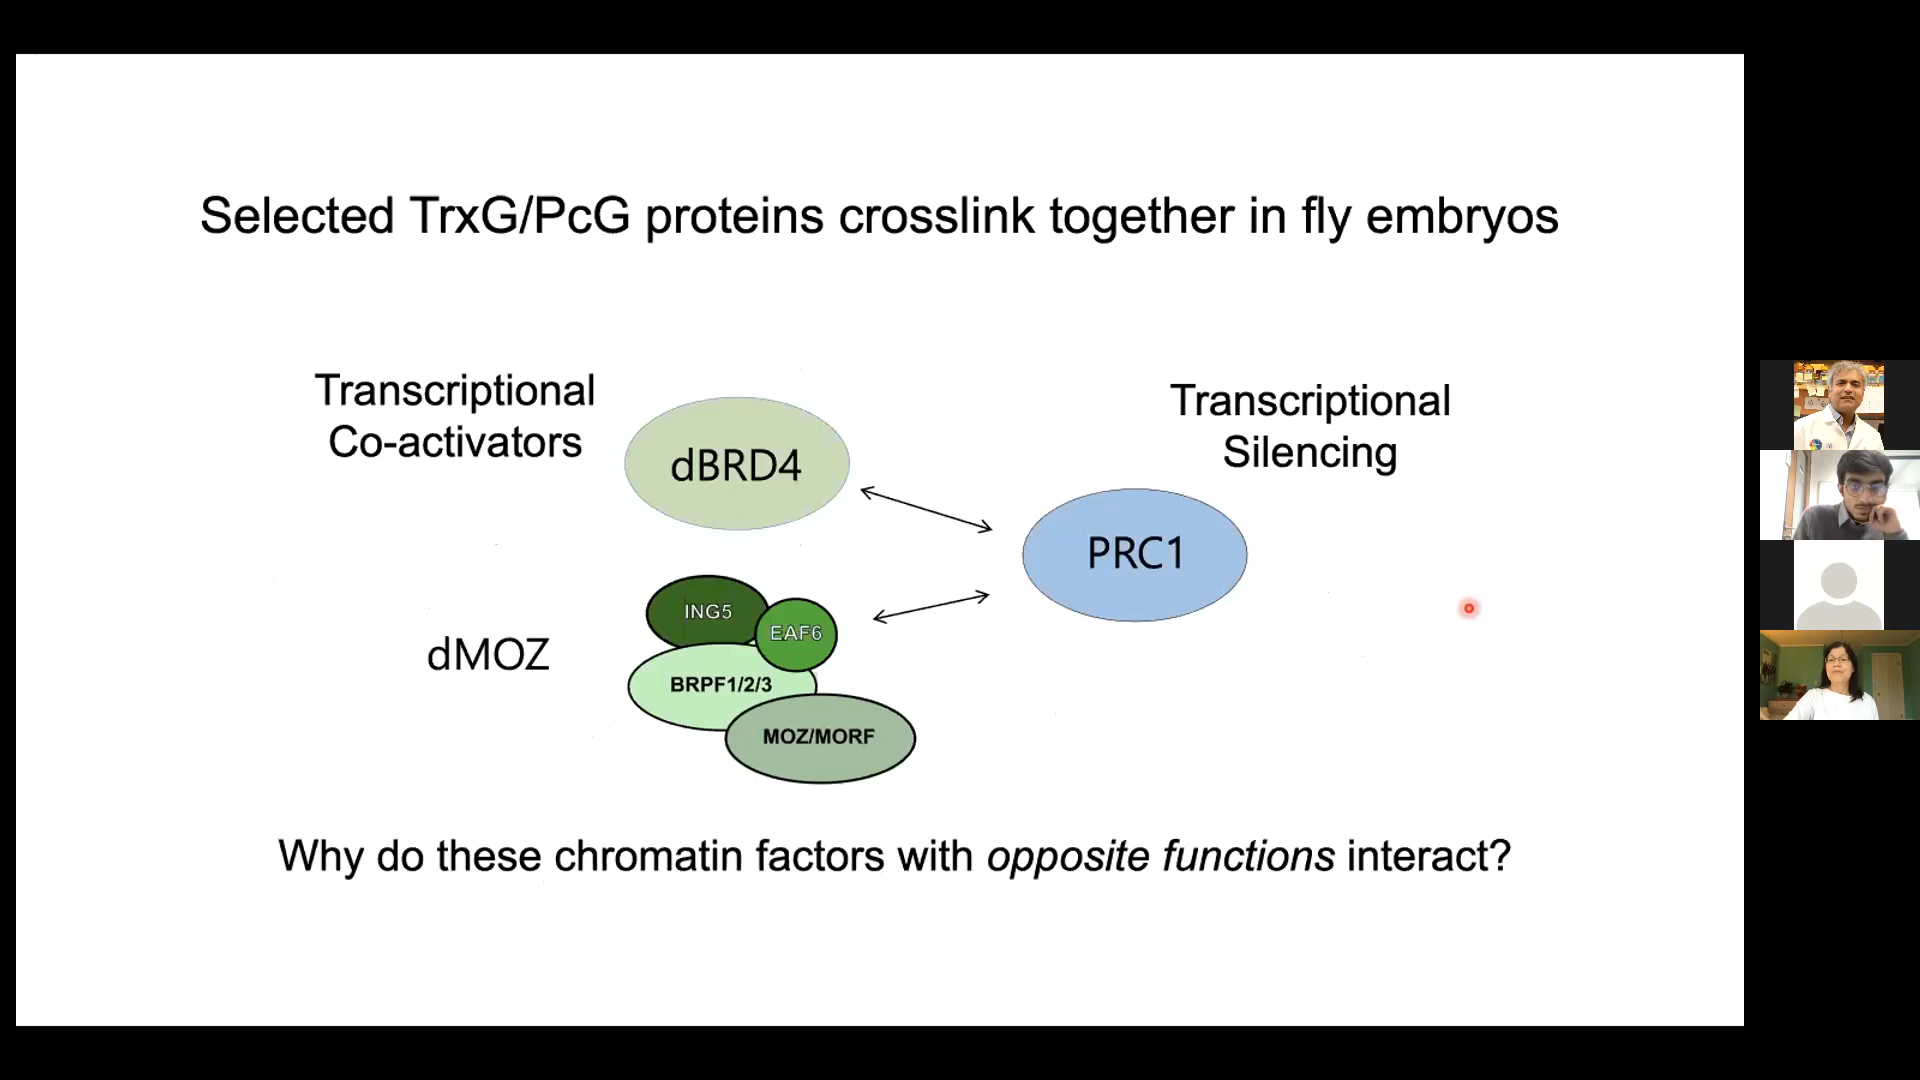 Selected TrxG/PcG proteins crosslink together in fly embryos
Transcriptional
Co-activators
dBRD4
Transcriptional
Silencing
PRC1
ING5
EAF6
dMOZ
BRPF1/2/3
MOZ/MORF
Why do these chromatin factors with opposite functions interact?